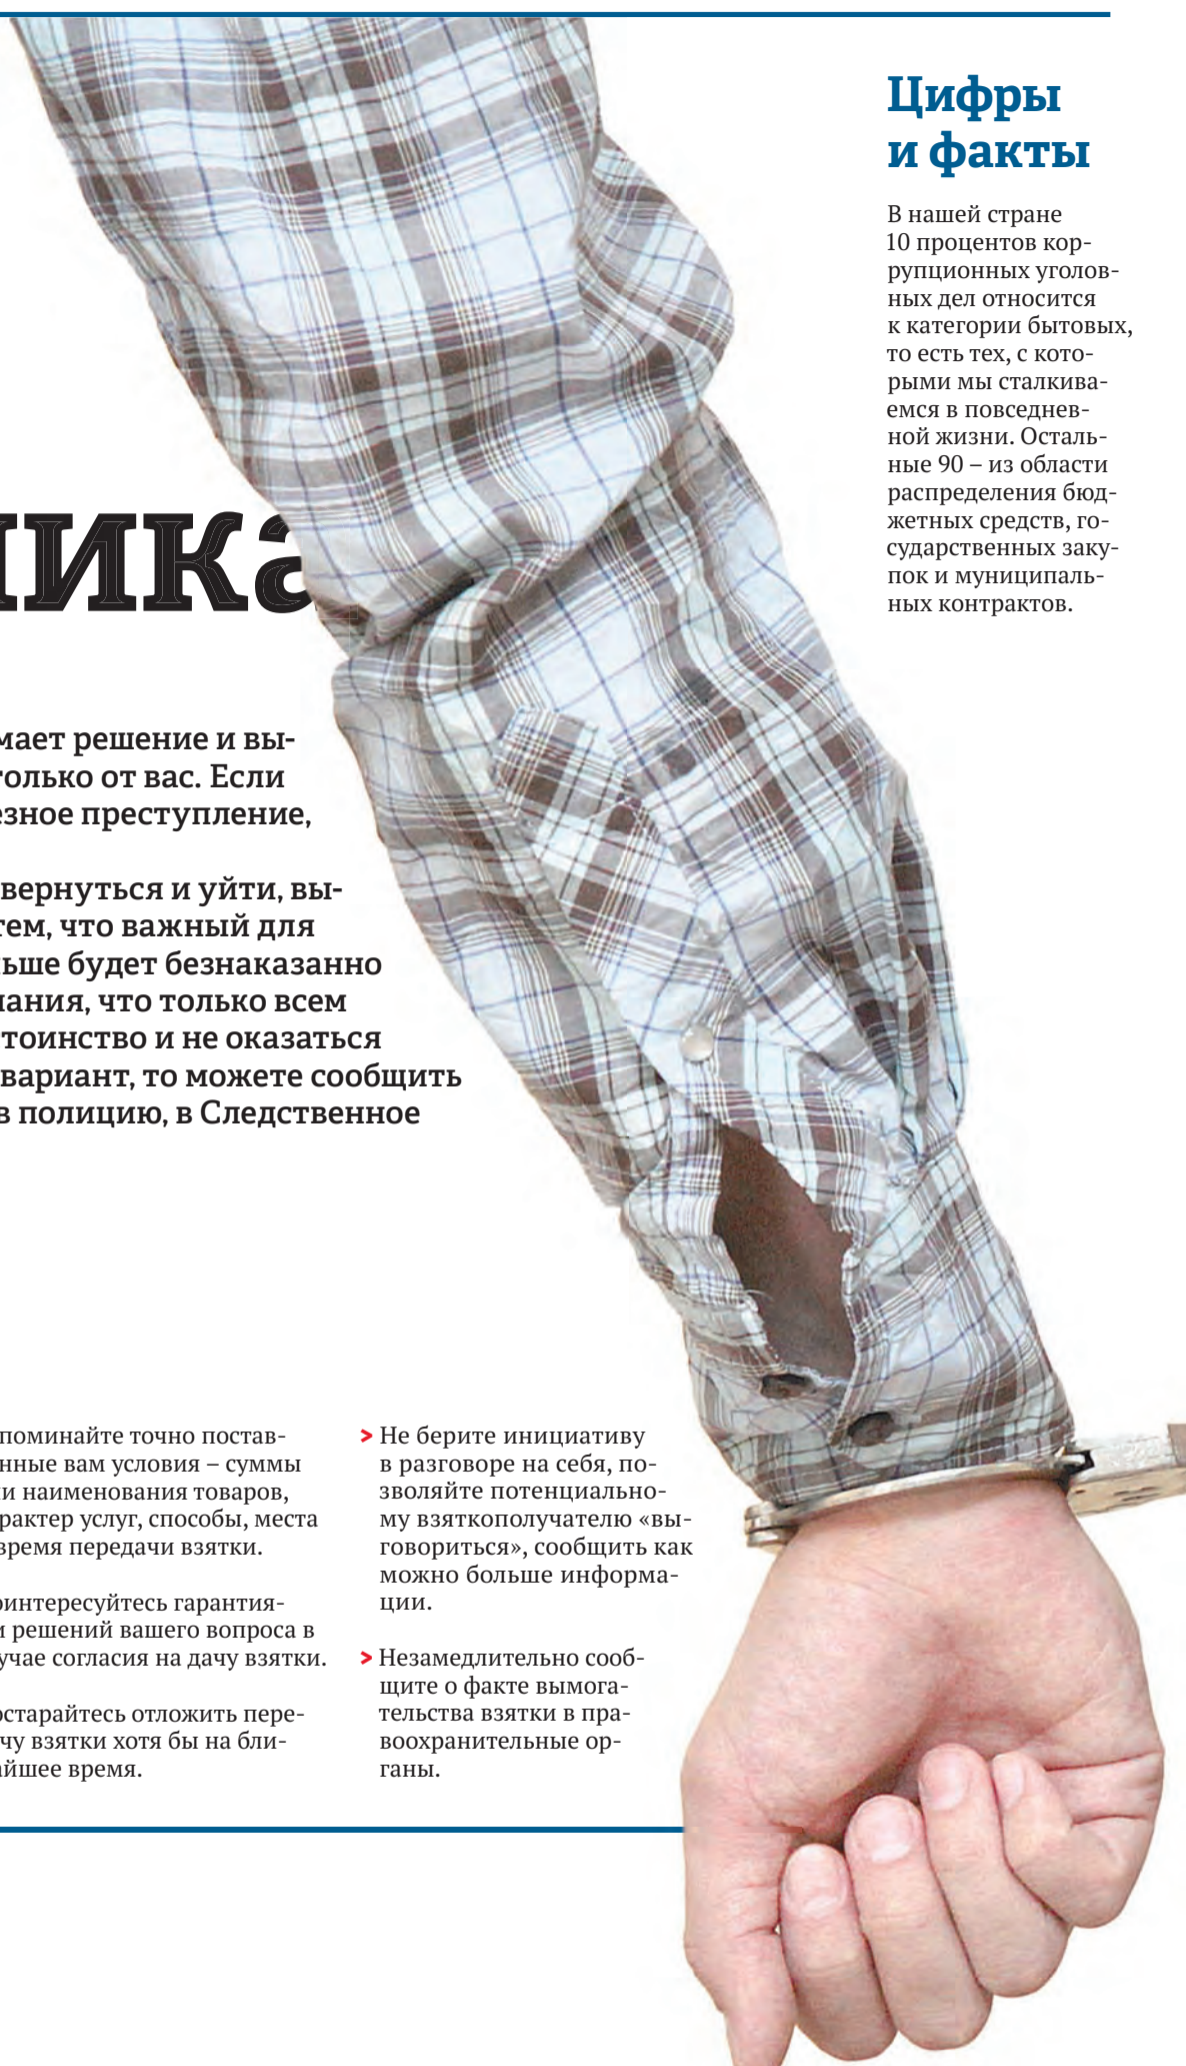 Цифры
и факты
В нашей стране
10 процентов кор-
рупционных уголов-
ных дел относится
к категории бытовых,
то есть тех, с кото-
рыми мы сталкива-
емся в повседнев-
ной жизни. Осталь-
ные 90 – из области
распределения бюд-
жетных средств, го-
сударственных заку-
пок и муниципаль-
ных контрактов.
ика
мает решение и вы-
только от вас. Если
езное преступление,
вернуться и уйти, вы-
тем, что важный для
ьше будет безнаказанно
ания, что только всем
тоинство и не оказаться
вариант, то можете сообщить
в полицию, в Следственное
поминайте точно постав-
нные вам условия – суммы
и наименования товаров,
рактер услуг, способы, места
время передачи взятки.
интересуйтесь гарантия-
и решений вашего вопроса в
учае согласия на дачу взятки.
остарайтесь отложить пере-
чу взятки хотя бы на бли-
айшее время.
> Не берите инициативу
в разговоре на себя, по-
зволяйте потенциально-
му взяткополучателю «вы-
говориться», сообщить как
можно больше информа-
ции.
> Незамедлительно сооб-
щите о факте вымога-
тельства взятки в пра-
воохранительные ор-
ганы.